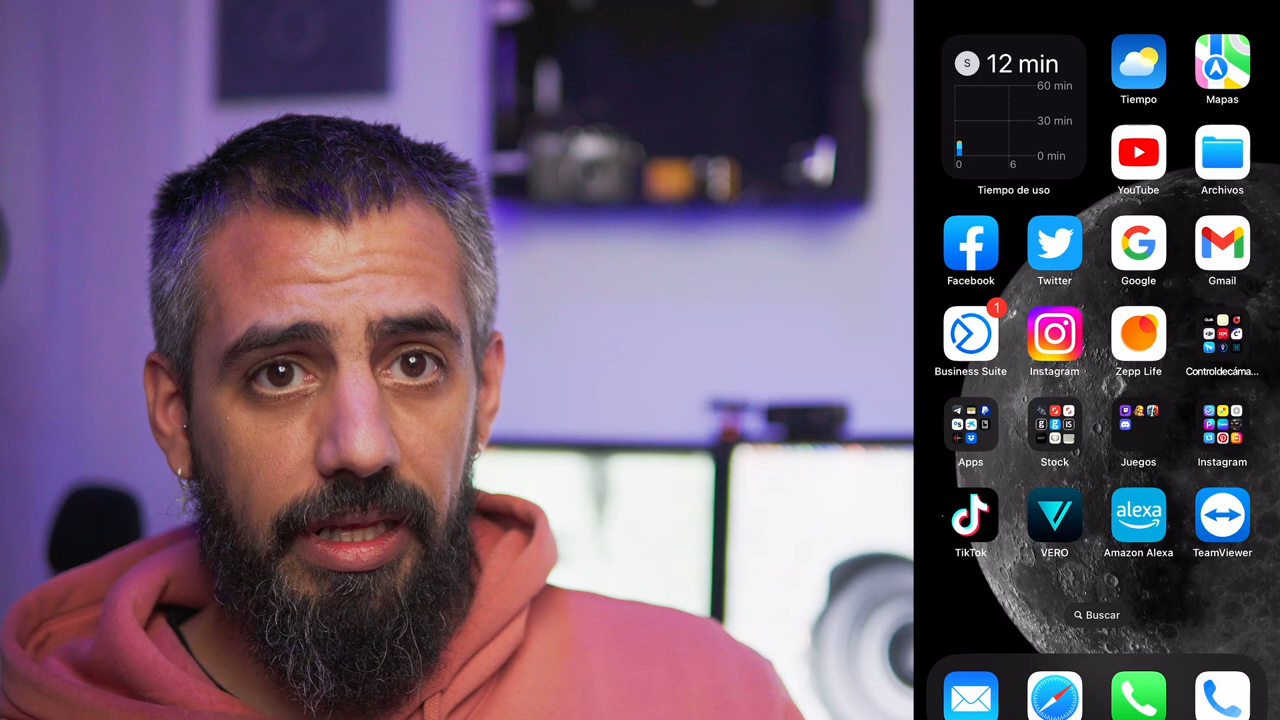 S 12 min
60 min
30 min
0 min
0 6
Tiempo de uso
Tiempo
Mapas
YouTube
Archivos
Facebook
Twitter
Google
Gmail
1
Business Suite
Instagram
Zepp Life
Controldecáma...
Apps
Stock
Juegos
Instagram
alexa
TikTok
VERO
Amazon Alexa
TeamViewer
Buscar